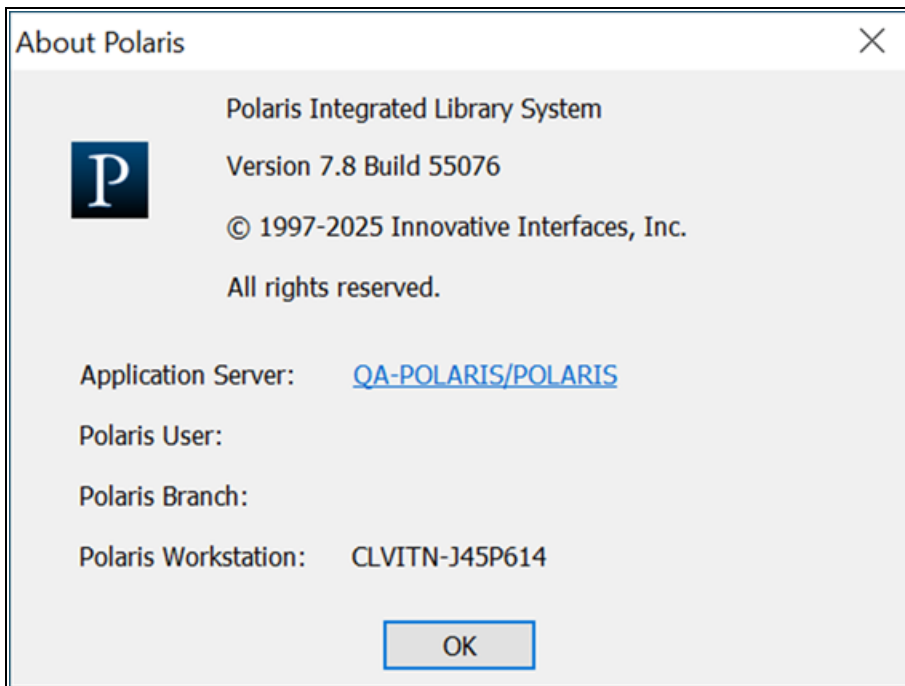 About Polaris
Polaris Integrated Library System
P
Version 7.8 Build 55076
© 1997-2025 Innovative Interfaces, Inc.
All rights reserved.
Application Server: QA-POLARIS/POLARIS
Polaris User:
Polaris Branch:
Polaris Workstation: CLVITN-J45P614
OK